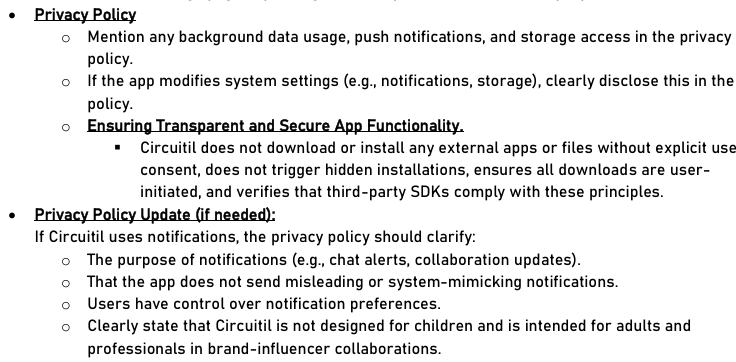 • Privacy Policy
o Mention any background data usage, push notifications, and storage access in the privacy
policy.
o If the app modifies system settings (e.g., notifications, storage), clearly disclose this in the
policy.
o Ensuring Transparent and Secure App Functionality.
▪ Circuitil does not download or install any external apps or files without explicit use
consent, does not trigger hidden installations, ensures all downloads are user-
initiated, and verifies that third-party SDKs comply with these principles.
• Privacy Policy Update (if needed):
If Circuitil uses notifications, the privacy policy should clarify:
o The purpose of notifications (e.g., chat alerts, collaboration updates).
o That the app does not send misleading or system-mimicking notifications.
o Users have control over notification preferences.
o Clearly state that Circuitil is not designed for children and is intended for adults and
professionals in brand-influencer collaborations.